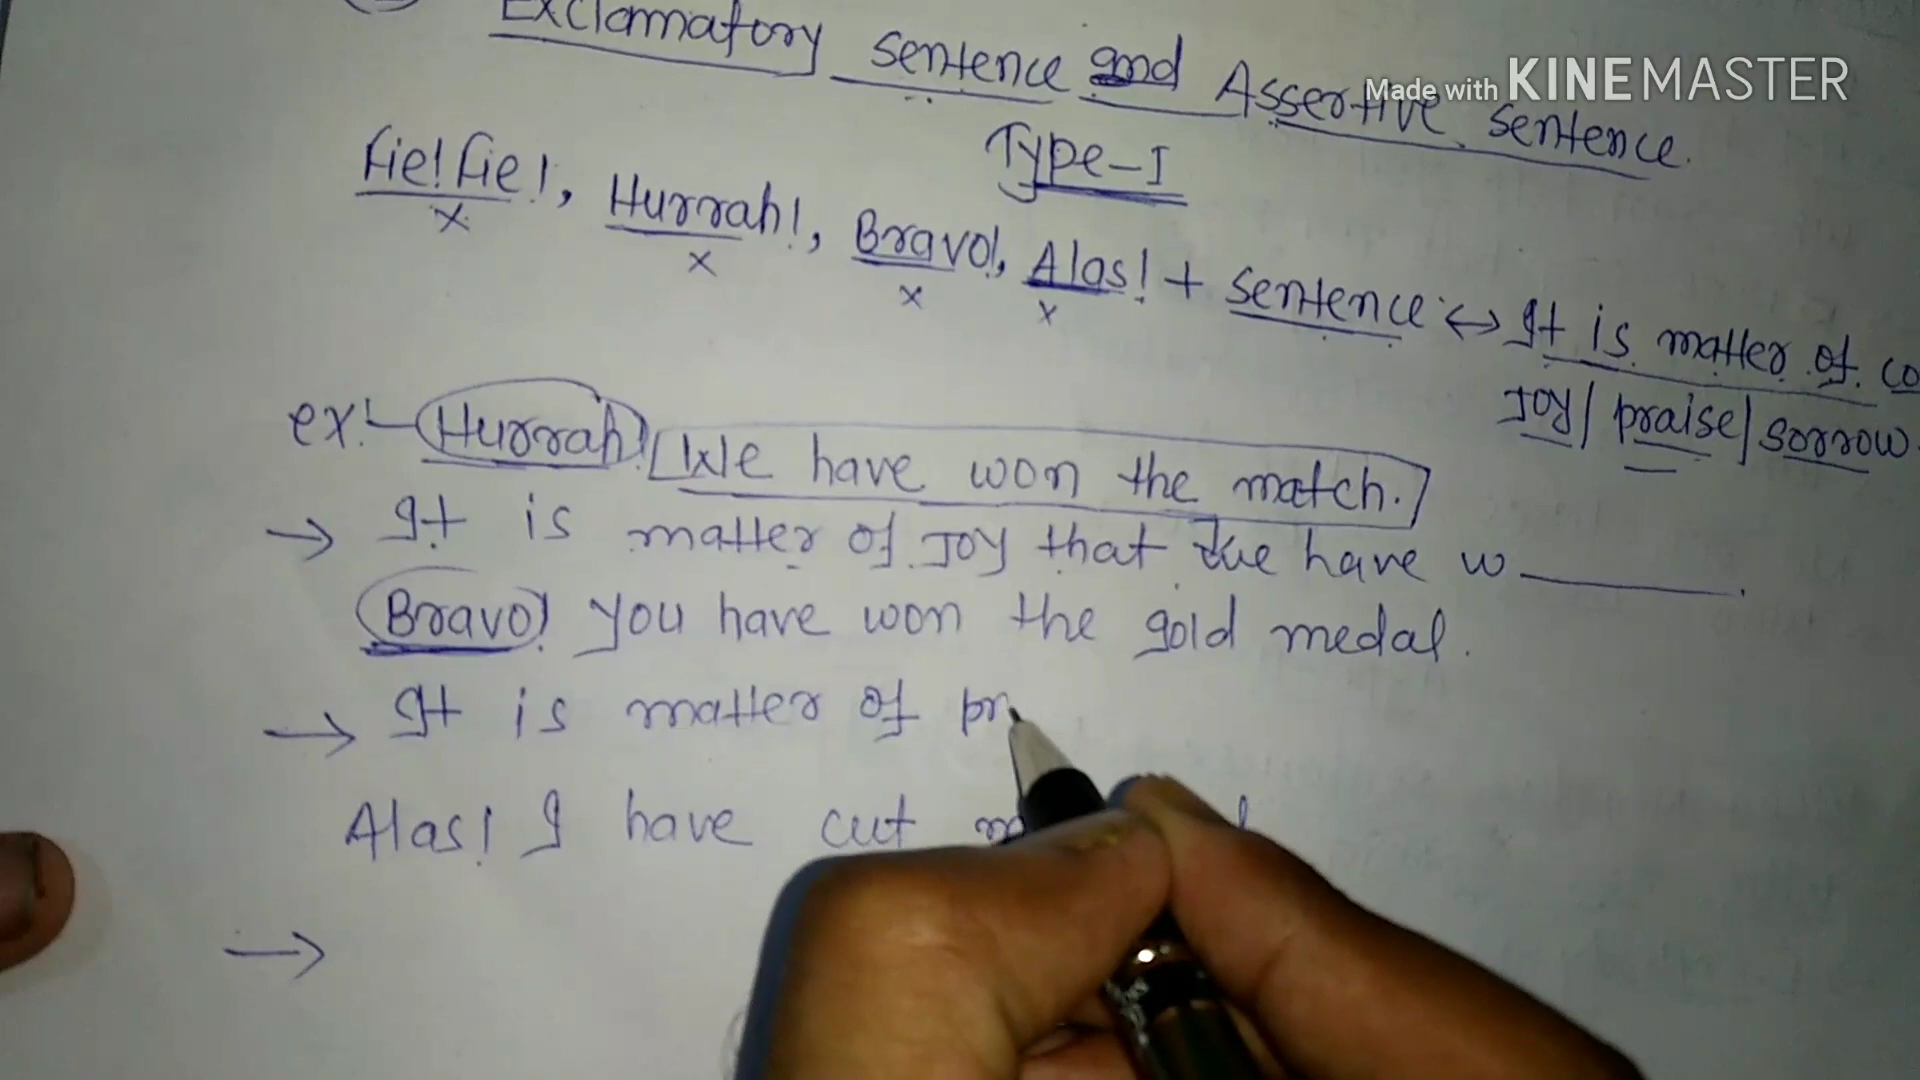 Exclamatory sentence and Assertive sentence.
Made with KINEMASTER
Type-I
Fie! Fie!, Hurrah!, Bravo!, Alas! + sentence ↔ It is matter of co
x x x x
Joy/ praise/ sorrow.
ex:- Hurrah! We have won the match.
→ It is matter of Joy that we have w______.
Bravo! you have won the gold medal.
→ It is matter of pr
Alas! I have cut
→